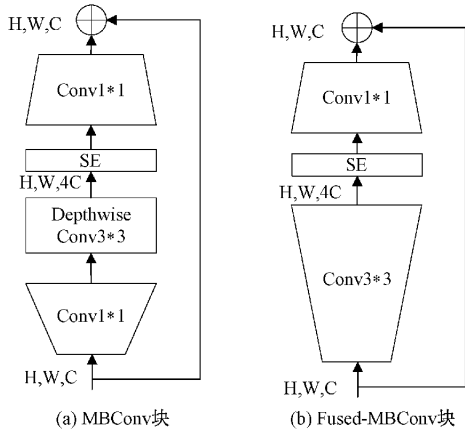 H,W,C
Conv1*1
SE
H,W,4C
Depthwise
Conv3*3
Conv1*1
H,W,C
(a) MBConv块
H,W,C
Conv1*1
SE
H,W,4C
Conv3*3
H,W,C
(b) Fused-MBConv块